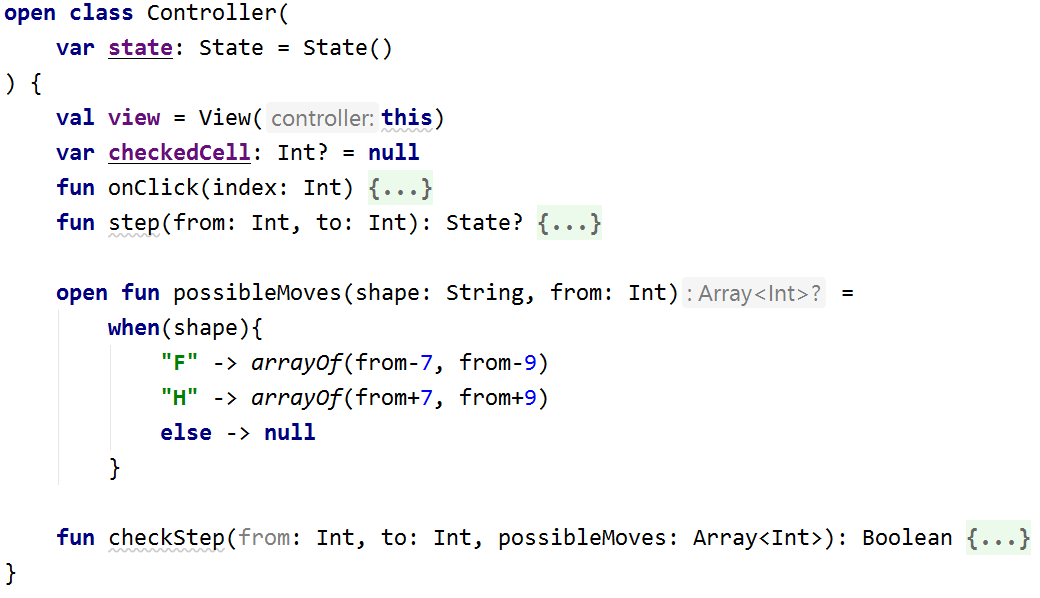 open class Controller(
    var state: State = State()
) {
    val view = View( controller: this)
    var checkedCell: Int? = null
    fun onClick(index: Int) {...}
    fun step(from: Int, to: Int): State? {...}
    open fun possibleMoves(shape: String, from: Int) : Array<Int>? =
        when(shape){
            "F" -> arrayOf(from-7, from-9)
            "H" -> arrayOf(from+7, from+9)
            else -> null
        }
    fun checkStep(from: Int, to: Int, possibleMoves: Array<Int>): Boolean {...}
}